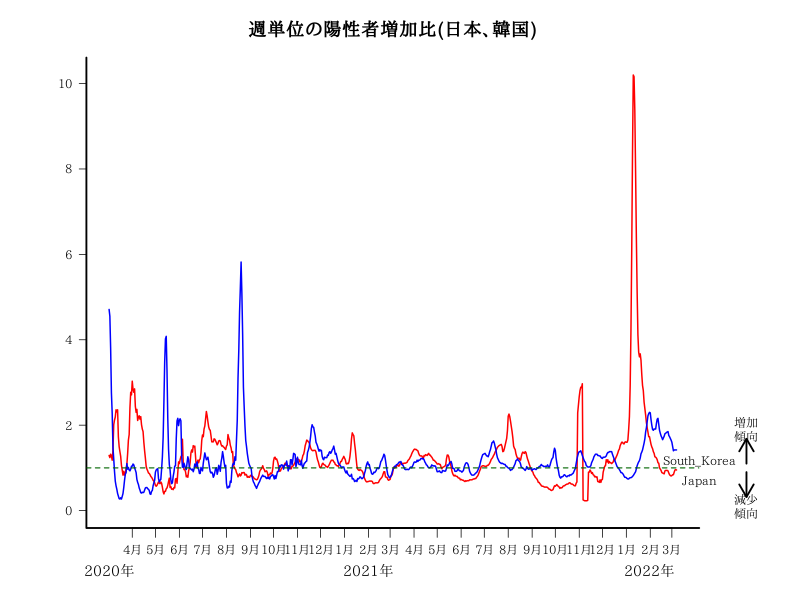 週単位の陽性者増加比(日本、韓国)
10
8
6
4
2
0
増加
傾向
South_Korea
Japan
減少
傾向
4月 5月 6月 7月 8月 9月 10月 11月 12月 1月 2月 3月 4月 5月 6月 7月 8月 9月 10月 11月 12月 1月 2月 3月
2020年 2021年 2022年